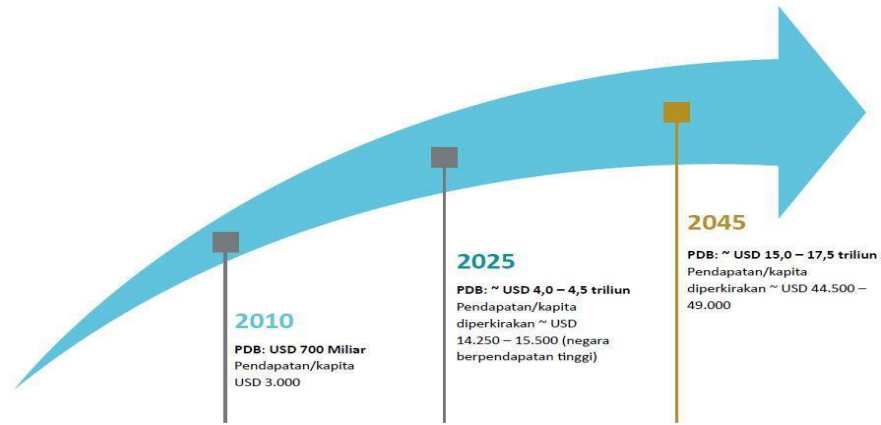 2010
PDB: USD 700 Miliar
Pendapatan/kapita
USD 3.000
2025
PDB: ~ USD 4,0 – 4,5 triliun
Pendapatan/kapita
diperkirakan ~ USD
14.250 – 15.500 (negara
berpendapatan tinggi)
2045
PDB: ~ USD 15,0 – 17,5 triliun
Pendapatan/kapita
diperkirakan ~ USD 44.500 –
49.000